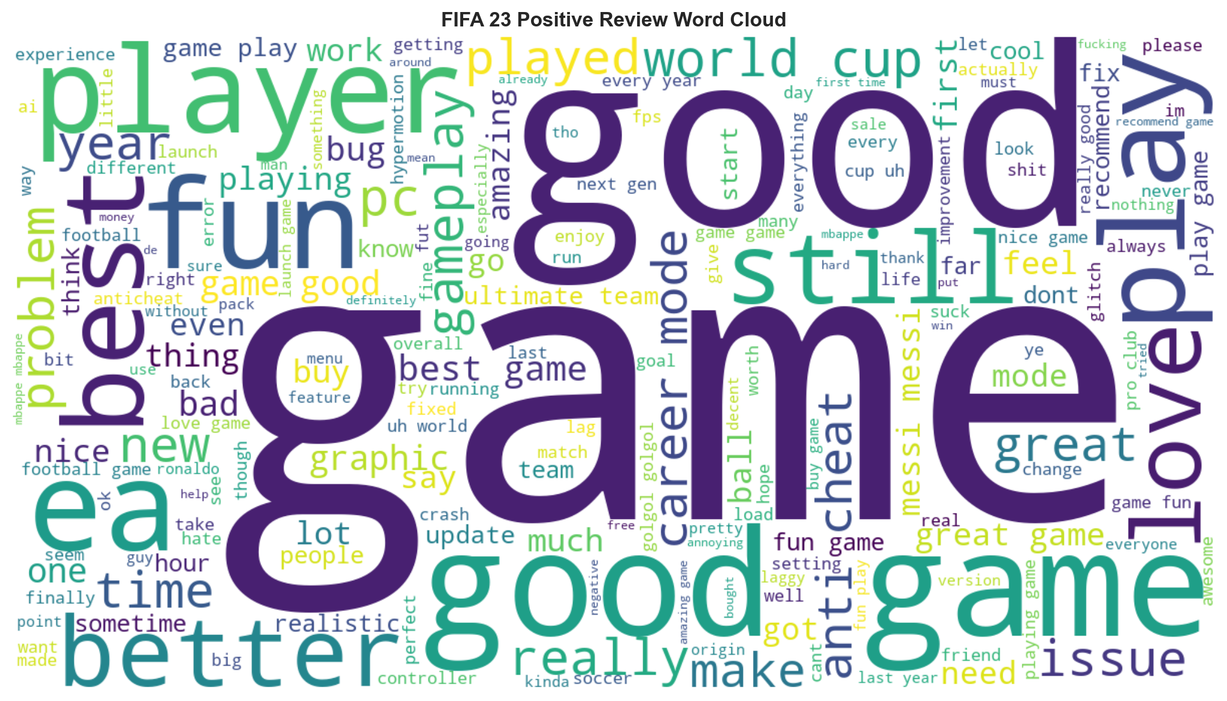 FIFA 23 Positive Review Word Cloud
experience
game play
work
getting
around
played
world cup
first
let
cool
fucking
please
player
ai
little
something
hypermotion
already
every year
first time
actually
must
fix
year
launch
bug
mean
gameplay
amazing
fps
day
im
recommend game
way
different
man
playing
pc
especially
good
tho
next gen
start
everything
sale
every
cup uh
improvement
look
shit
really good
recommend
play
play game
never
nothing
best
money
football
de
fun
error
launch game
know
fut
going
go
enjoy
run
many
game game
mbappe
give
still
hard
thank
life
put
far
nice game
feel
always
problem
think
right
sure
game good
fine
anticheat
pack
definitely
ultimate team
career mode
dont
glitch
without
even
overall
suck
win
mbappe mbappe
bit
thing
game
menu
buy
feature
best game
last
goal
worth
messi messi
ye
mode
pro club
tried
love
use
back
bad
try
running
fixed
uh world
lag
decent
love game
match
nice
new
graphic
say
team
golgol golgol
ball
hope
buy game
anti cheat
great
change
football game
ronaldo
see
though
ea
ok
help
load
game fun
take
hate
lot
people
crash
update
free
pretty
annoying
real
great game
everyone
seem
guy
hour
much
fun game
setting
one
finally
time
good game
negative
bought
laggy
well
fun play
version
playing game
awesome
point
sometime
realistic
perfect
amazing game
got
want
made
better
big
controller
really
kinda
soccer
origin
make
cant
friend
last year
need
issue